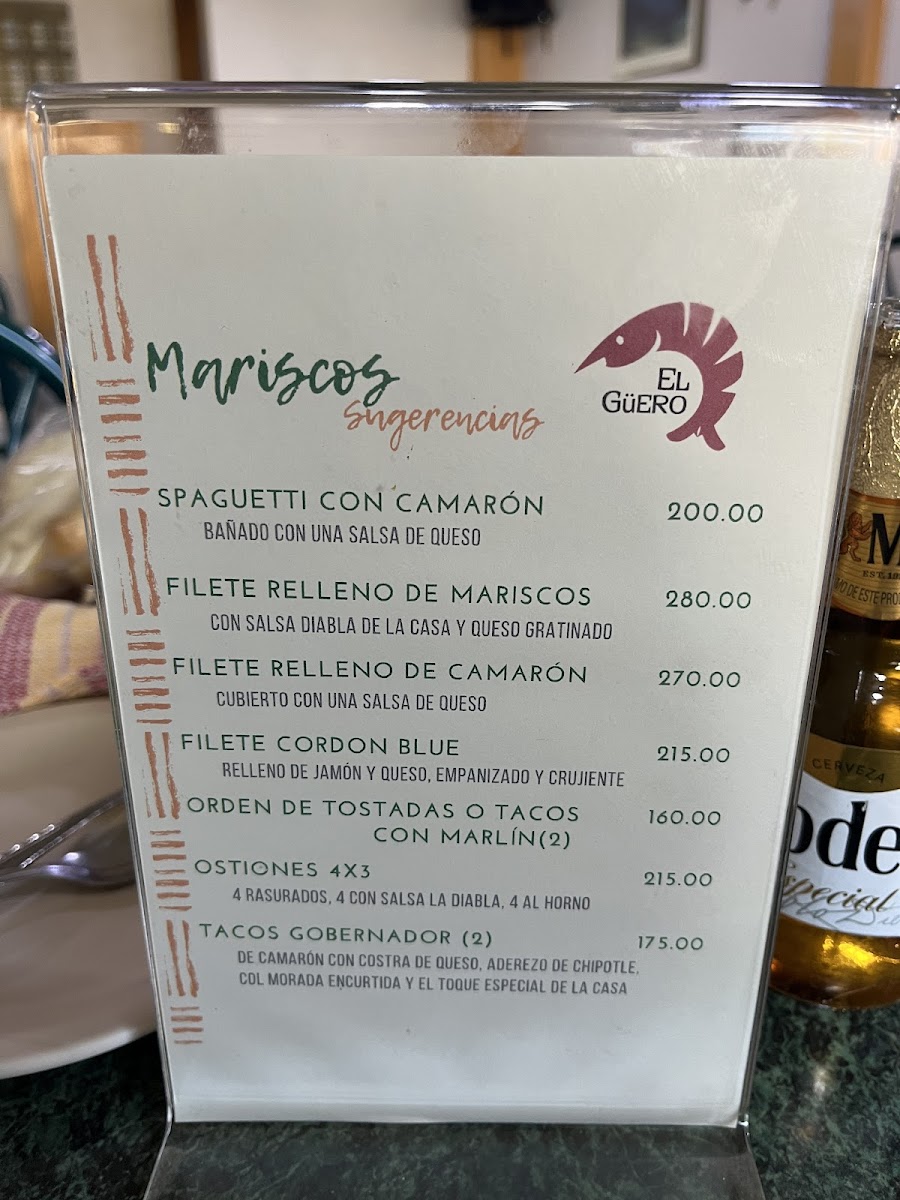 Mariscos
sugerencias
EL
GüERO
SPAGUETTI CON CAMARÓN 200.00
BAÑADO CON UNA SALSA DE QUESO
FILETE RELLENO DE MARISCOS 280.00
CON SALSA DIABLA DE LA CASA Y QUESO GRATINADO
FILETE RELLENO DE CAMARÓN 270.00
CUBIERTO CON UNA SALSA DE QUESO
FILETE CORDON BLUE 215.00
RELLENO DE JAMÓN Y QUESO, EMPANIZADO Y CRUJIENTE
ORDEN DE TOSTADAS O TACOS 160.00
CON MARLÍN(2)
OSTIONES 4X3 215.00
4 RASURADOS, 4 CON SALSA LA DIABLA, 4 AL HORNO
TACOS GOBERNADOR (2) 175.00
DE CAMARÓN CON COSTRA DE QUESO, ADEREZO DE CHIPOTLE,
COL MORADA ENCURTIDA Y EL TOQUE ESPECIAL DE LA CASA
M
EST.
DE ESTE
CERVEZA
ode
Especial